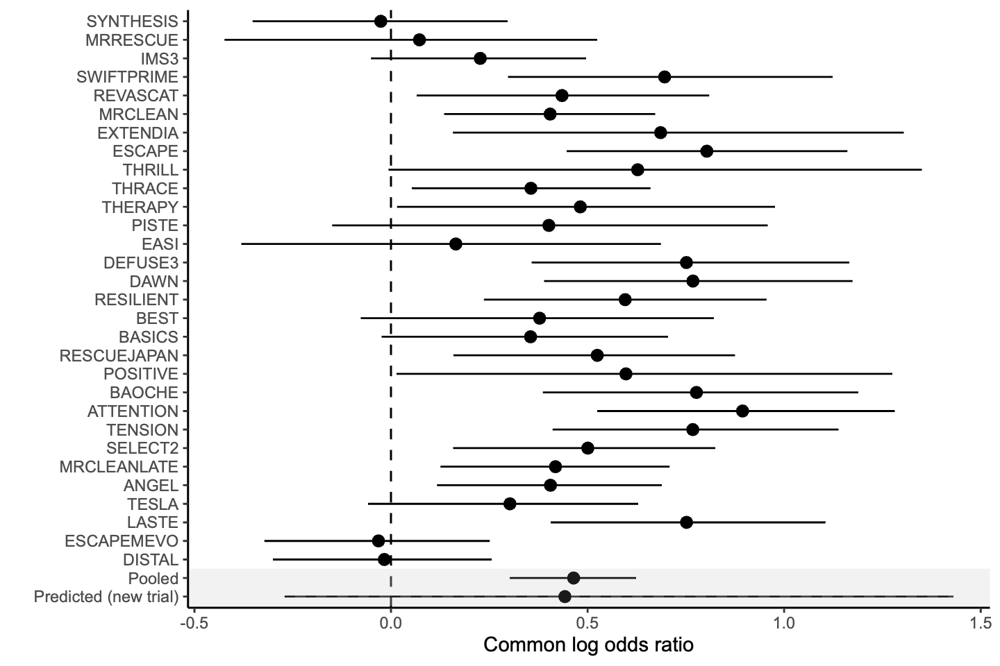 SYNTHESIS
MRRESCUE
IMS3
SWIFTPRIME
REVASCAT
MRCLEAN
EXTENDIA
ESCAPE
THRILL
THRACE
THERAPY
PISTE
EASI
DEFUSE3
DAWN
RESILIENT
BEST
BASICS
RESCUEJAPAN
POSITIVE
BAOCHE
ATTENTION
TENSION
SELECT2
MRCLEANLATE
ANGEL
TESLA
LASTE
ESCAPEMEVO
DISTAL
Pooled
Predicted (new trial)
-0.5 0.0 0.5 1.0 1.5
Common log odds ratio